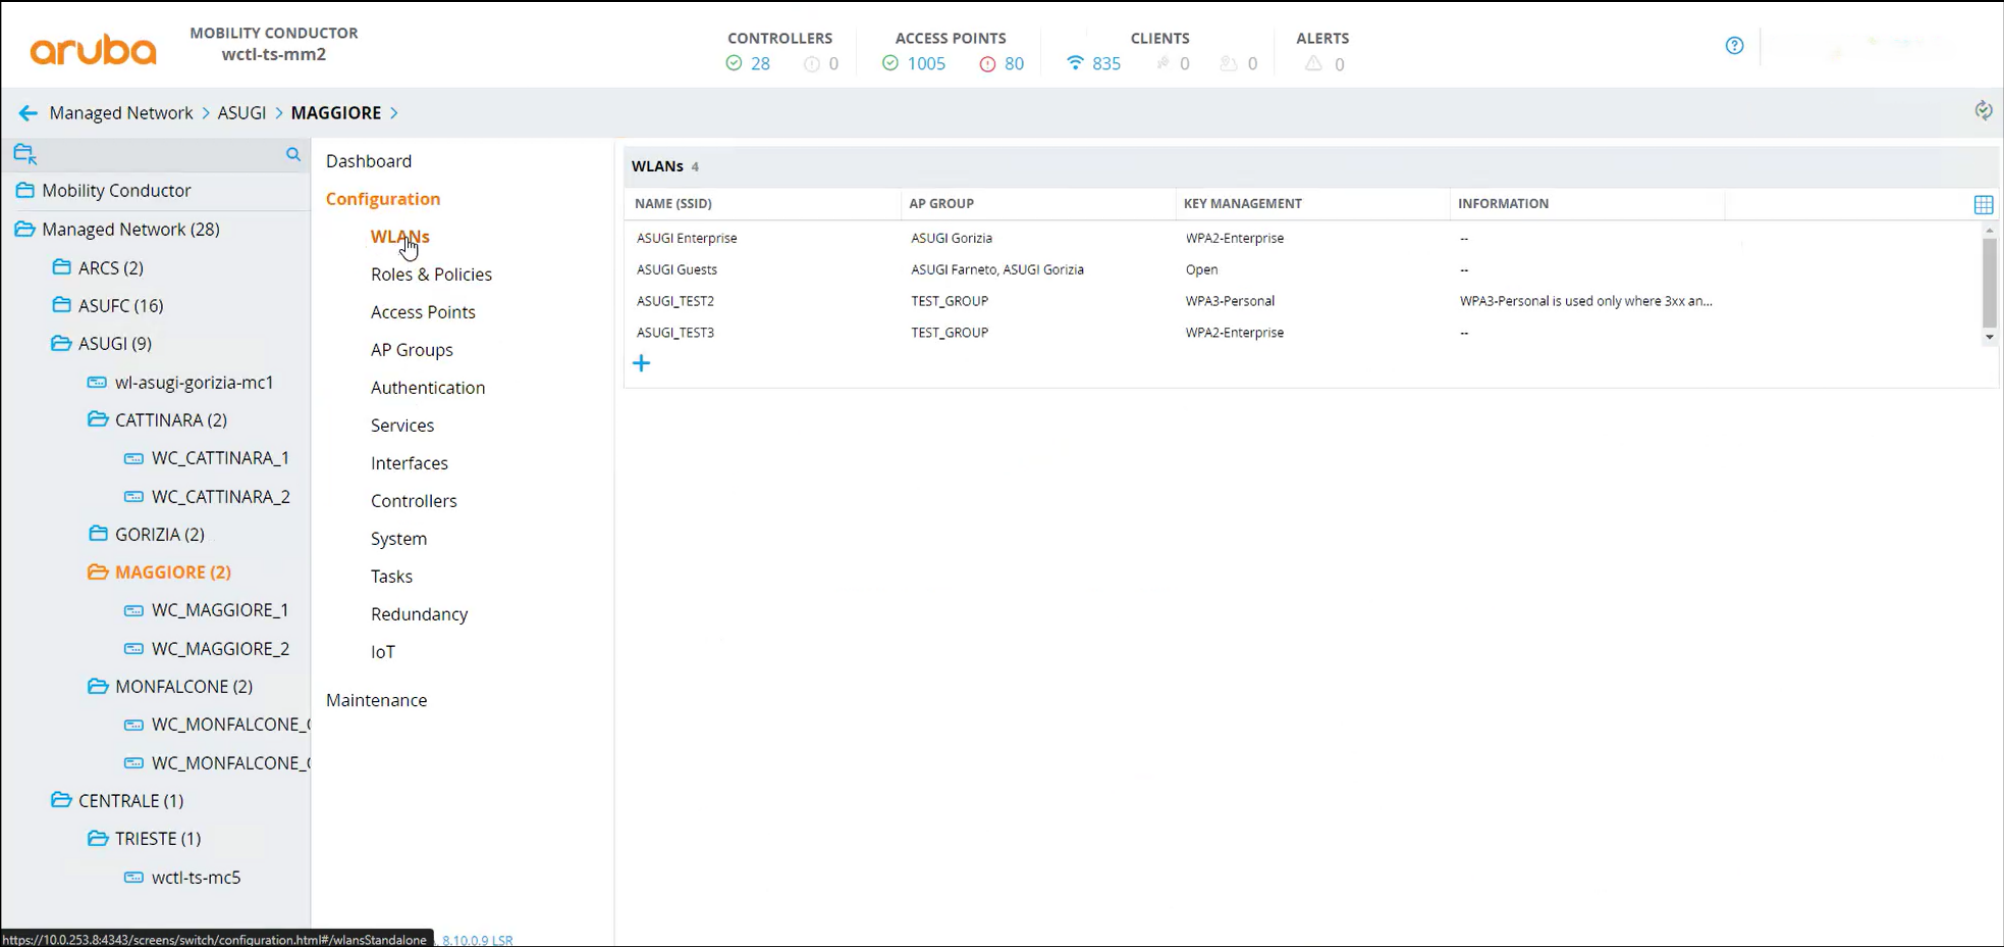 aruba
MOBILITY CONDUCTOR
wctl-ts-mm2
CONTROLLERS
28 0
ACCESS POINTS
1005 80
CLIENTS
835 0 0
ALERTS
0
Managed Network > ASUGI > MAGGIORE >
Mobility Conductor
Managed Network (28)
ARCS (2)
ASUFC (16)
ASUGI (9)
wl-asugi-gorizia-mc1
CATTINARA (2)
WC_CATTINARA_1
WC_CATTINARA_2
GORIZIA (2)
MAGGIORE (2)
WC_MAGGIORE_1
WC_MAGGIORE_2
MONFALCONE (2)
WC_MONFALCONE_
WC_MONFALCONE_
CENTRALE (1)
TRIESTE (1)
wctl-ts-mc5
Dashboard
Configuration
WLANs
Roles & Policies
Access Points
AP Groups
Authentication
Services
Interfaces
Controllers
System
Tasks
Redundancy
IoT
Maintenance
WLANs 4
NAME (SSID) AP GROUP KEY MANAGEMENT INFORMATION
ASUGI Enterprise ASUGI Gorizia WPA2-Enterprise --
ASUGI Guests ASUGI Farneto, ASUGI Gorizia Open --
ASUGI_TEST2 TEST_GROUP WPA3-Personal WPA3-Personal is used only where 3xx an...
ASUGI_TEST3 TEST_GROUP WPA2-Enterprise --
+
https://10.0.253.8:4343/screens/switch/configuration.html#/wlansStandalone
8.10.0.9 LSR